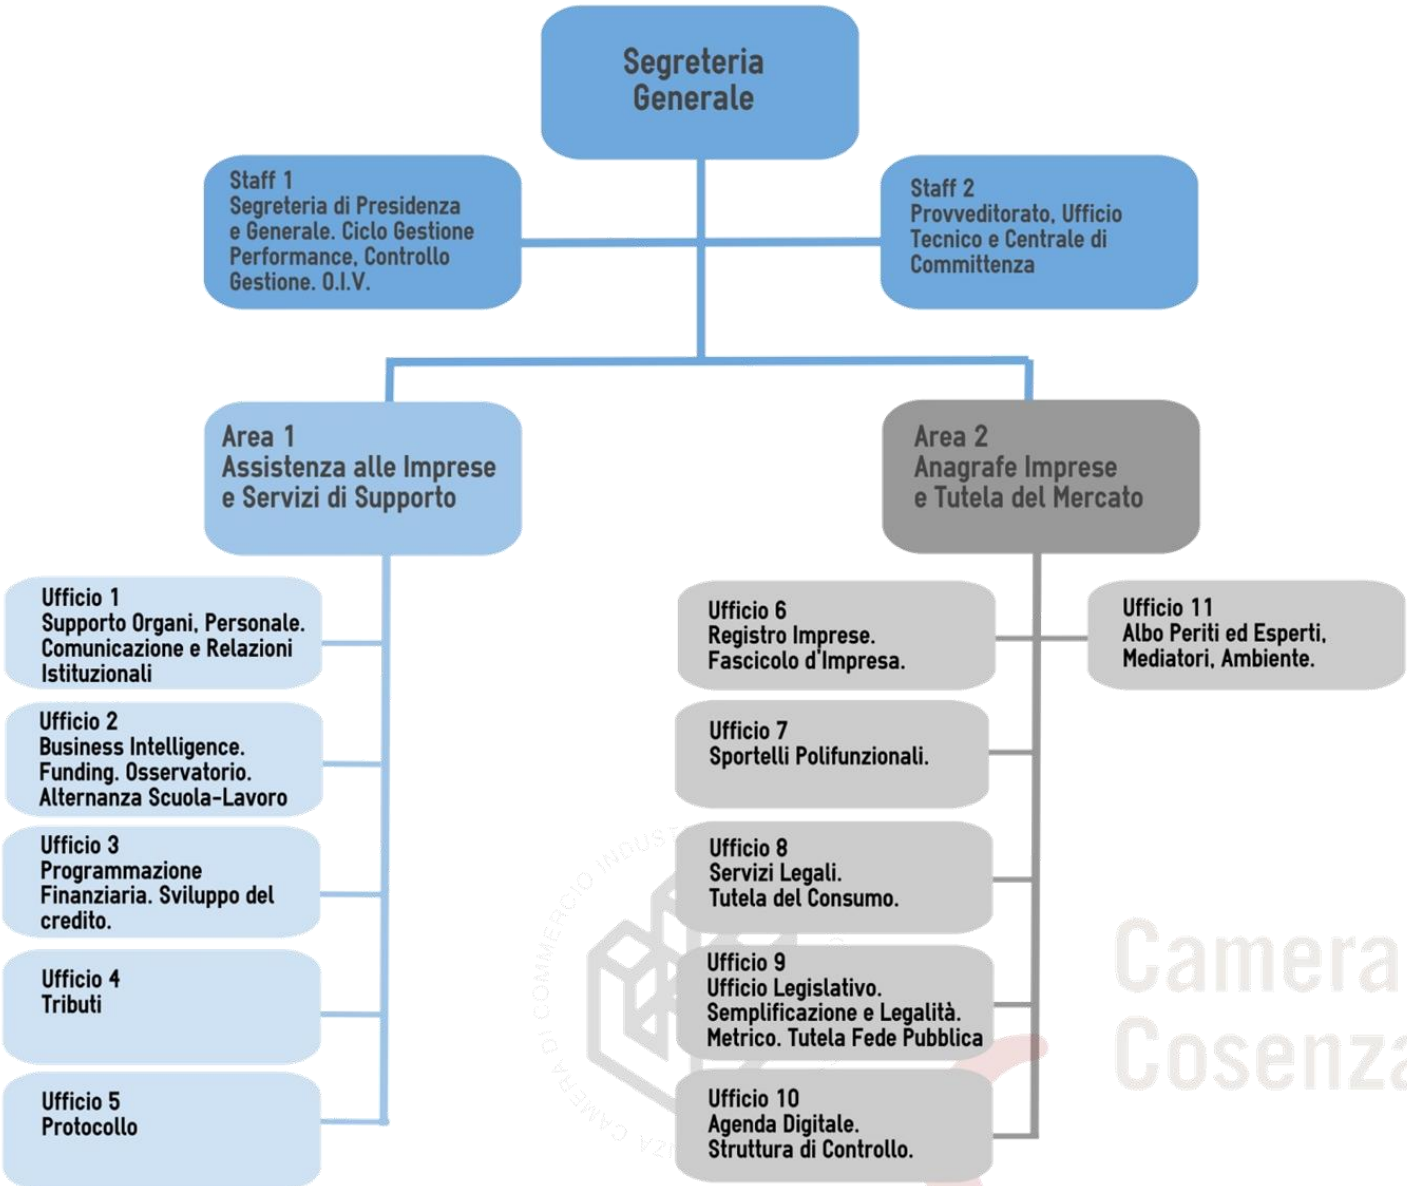 Segreteria
Generale
Staff 1
Segreteria di Presidenza
e Generale. Ciclo Gestione
Performance, Controllo
Gestione. O.I.V.
Staff 2
Provveditorato, Ufficio
Tecnico e Centrale di
Committenza
Area 1
Assistenza alle Imprese
e Servizi di Supporto
Area 2
Anagrafe Imprese
e Tutela del Mercato
Ufficio 1
Supporto Organi, Personale.
Comunicazione e Relazioni
Istituzionali
Ufficio 2
Business Intelligence.
Funding. Osservatorio.
Alternanza Scuola-Lavoro
Ufficio 3
Programmazione
Finanziaria. Sviluppo del
credito.
Ufficio 4
Tributi
Ufficio 5
Protocollo
Ufficio 6
Registro Imprese.
Fascicolo d'Impresa.
Ufficio 7
Sportelli Polifunzionali.
Ufficio 8
Servizi Legali.
Tutela del Consumo.
Ufficio 9
Ufficio Legislativo.
Semplificazione e Legalità.
Metrico. Tutela Fede Pubblica
Ufficio 10
Agenda Digitale.
Struttura di Controllo.
Ufficio 11
Albo Periti ed Esperti,
Mediatori, Ambiente.
CAMERA DI COMMERCIO
Camera
Cosenza